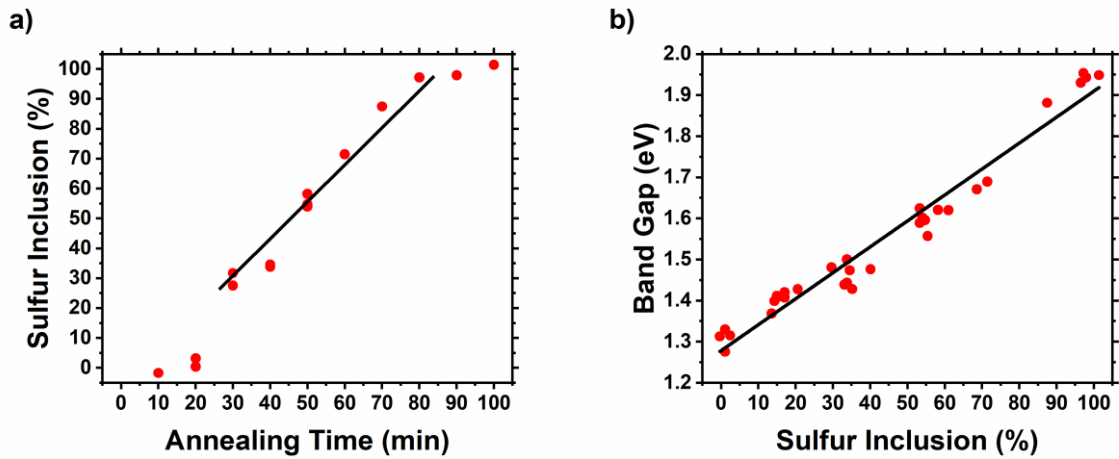 a)
Sulfur Inclusion (%)
100
90
80
70
60
50
40
30
20
10
0
0 10 20 30 40 50 60 70 80 90 100
Annealing Time (min)
b)
Band Gap (eV)
2.0
1.9
1.8
1.7
1.6
1.5
1.4
1.3
1.2
0 10 20 30 40 50 60 70 80 90 100
Sulfur Inclusion (%)